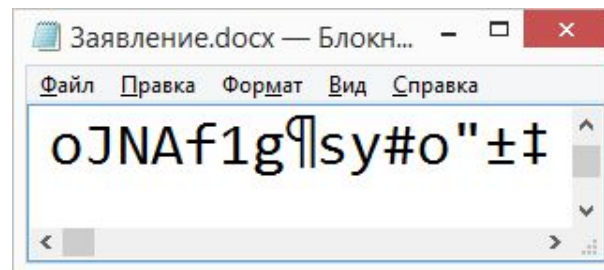 Заявление.docx — Блокн...
Файл Правка Формат Вид Справка
oJNAf1g¶sy#o"±‡